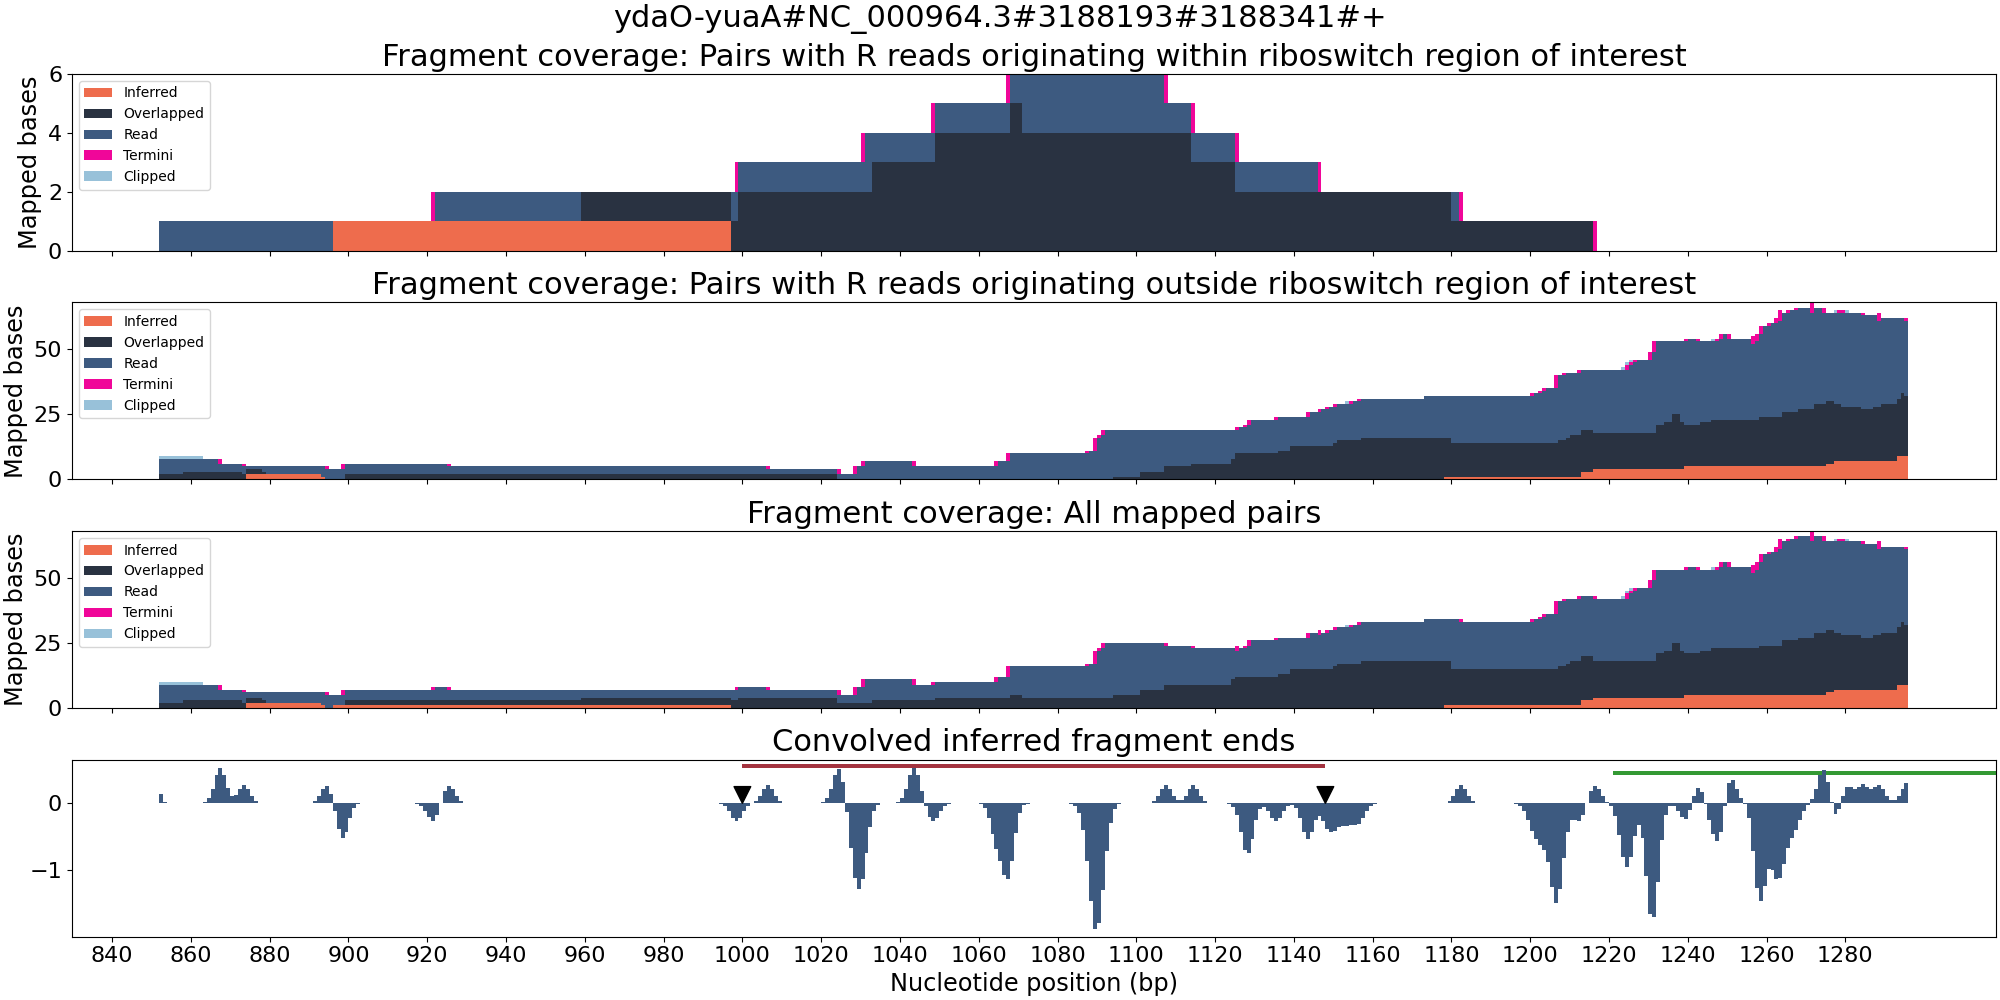 ydaO-yuaA#NC_000964.3#3188193#3188341#+
Fragment coverage: Pairs with R reads originating within riboswitch region of interest
Mapped bases
6
4
2
0
Inferred
Overlapped
Read
Termini
Clipped
Fragment coverage: Pairs with R reads originating outside riboswitch region of interest
Mapped bases
50
25
0
Inferred
Overlapped
Read
Termini
Clipped
Fragment coverage: All mapped pairs
Mapped bases
50
25
0
Inferred
Overlapped
Read
Termini
Clipped
Convolved inferred fragment ends
0
−1
840 860 880 900 920 940 960 980 1000 1020 1040 1060 1080 1100 1120 1140 1160 1180 1200 1220 1240 1260 1280
Nucleotide position (bp)